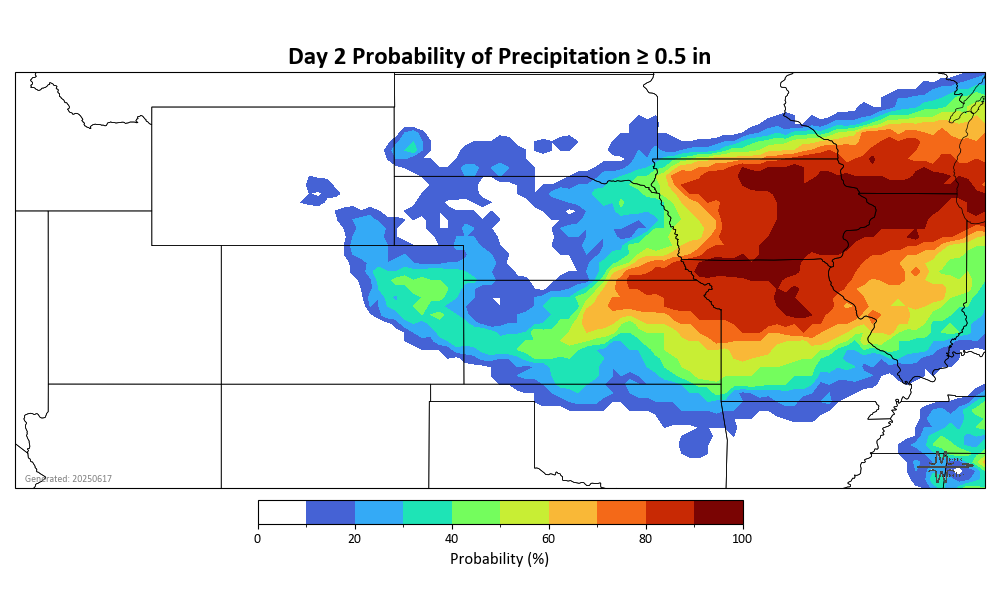 Day 2 Probability of Precipitation ≥ 0.5 in
Generated: 20250617
0 20 40 60 80 100
Probability (%)